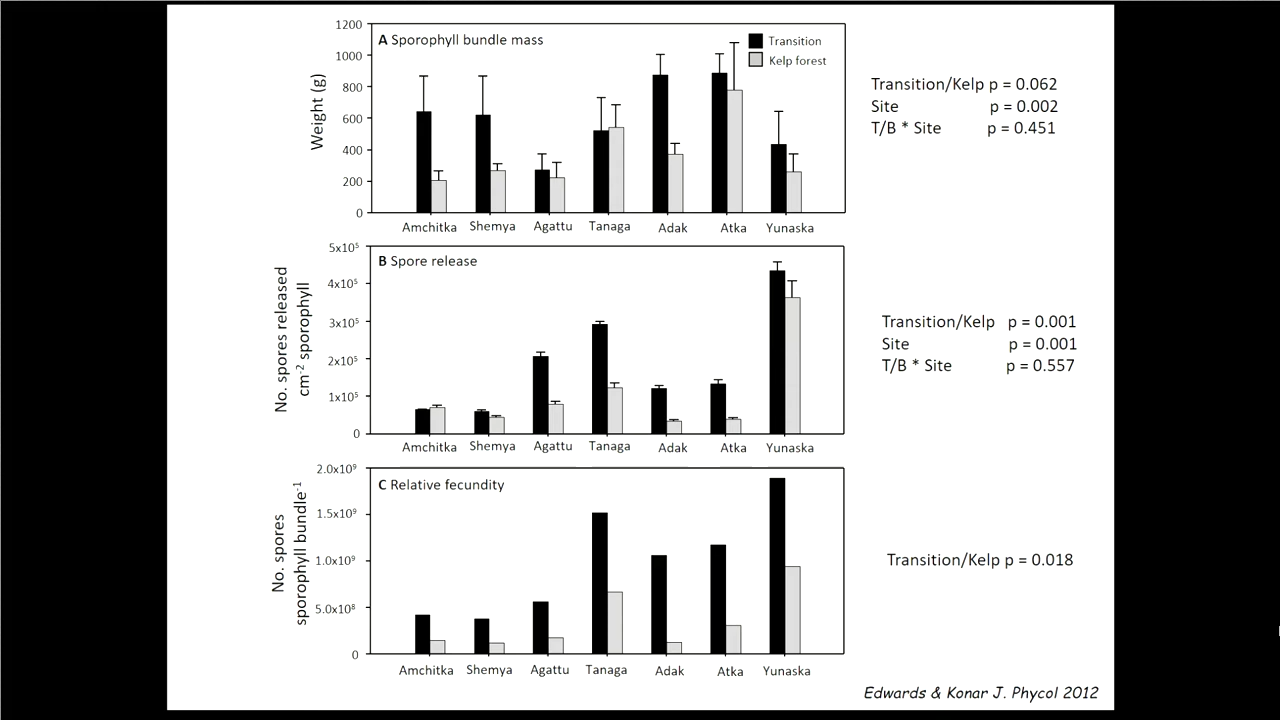 A Sporophyll bundle mass
Transition
Kelp forest
Weight (g)
1200
1000
800
600
400
200
0
Amchitka Shemya Agattu Tanaga Adak Atka Yunaska
Transition/Kelp p = 0.062
Site p = 0.002
T/B * Site p = 0.451
B Spore release
No. spores released
cm⁻² sporophyll
5x10⁵
4x10⁵
3x10⁵
2x10⁵
1x10⁵
0
Amchitka Shemya Agattu Tanaga Adak Atka Yunaska
Transition/Kelp p = 0.001
Site p = 0.001
T/B * Site p = 0.557
C Relative fecundity
No. spores
sporophyll bundle⁻¹
2.0x10⁹
1.5x10⁹
1.0x10⁹
5.0x10⁸
0
Amchitka Shemya Agattu Tanaga Adak Atka Yunaska
Transition/Kelp p = 0.018
Edwards & Konar J. Phycol 2012